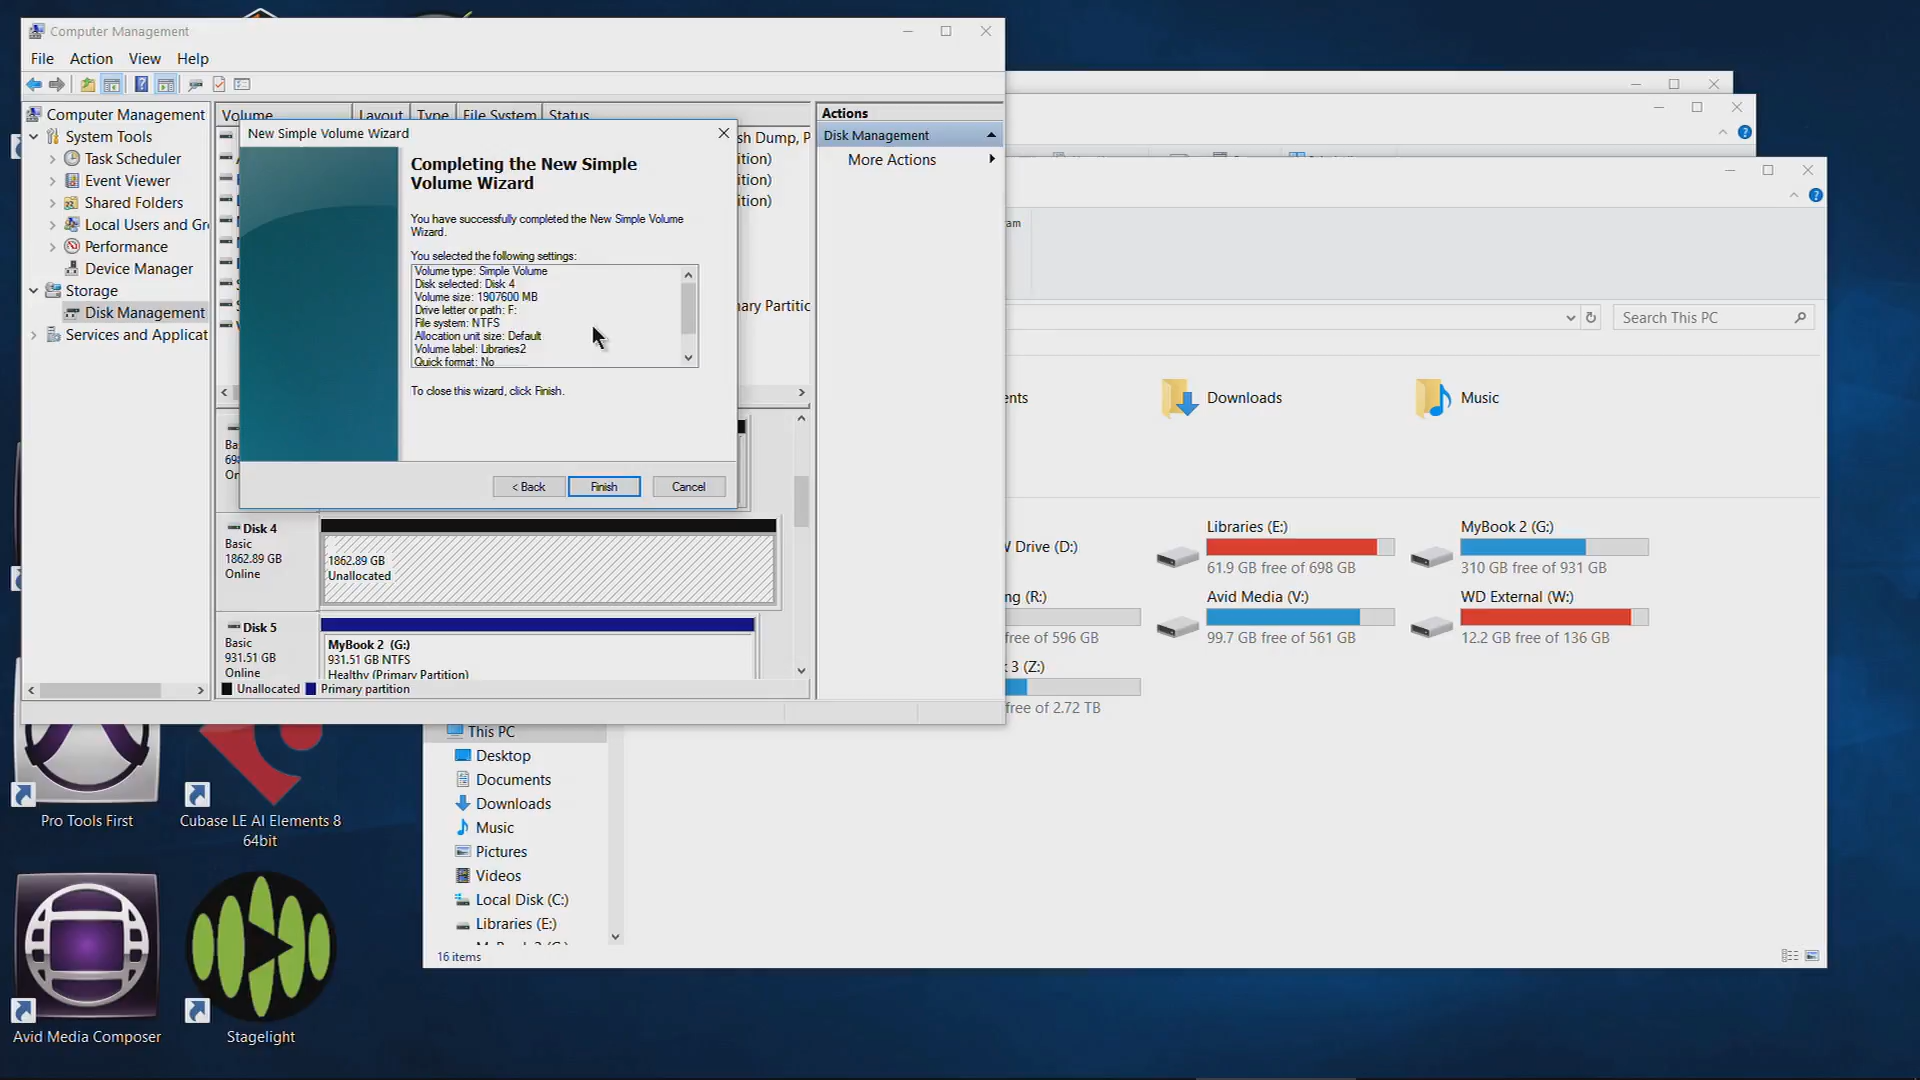 Computer Management
File Action View Help
Computer Management
System Tools
Task Scheduler
Event Viewer
Shared Folders
Local Users and Gr
Performance
Device Manager
Storage
Disk Management
Services and Applicat
Volume Layout Type File System Status
sh Dump, P
ition)
ition)
ition)
ary Partitic
New Simple Volume Wizard
Completing the New Simple
Volume Wizard
You have successfully completed the New Simple Volume
Wizard.
You selected the following settings:
Volume type: Simple Volume
Disk selected: Disk 4
Volume size: 1907600 MB
Drive letter or path: F:
File system: NTFS
Allocation unit size: Default
Volume label: Libraries2
Quick format: No
To close this wizard, click Finish.
< Back Finish Cancel
Ba
698
On
Disk 4
Basic
1862.89 GB
Online
1862.89 GB
Unallocated
Disk 5
Basic
931.51 GB
Online
MyBook 2 (G:)
931.51 GB NTFS
Healthy (Primary Partition)
Unallocated Primary partition
Actions
Disk Management
More Actions
am
Search This PC
ents
Downloads
Music
Drive (D:)
Libraries (E:)
61.9 GB free of 698 GB
MyBook 2 (G:)
310 GB free of 931 GB
ng (R:)
free of 596 GB
Avid Media (V:)
99.7 GB free of 561 GB
WD External (W:)
12.2 GB free of 136 GB
3 (Z:)
free of 2.72 TB
This PC
Desktop
Documents
Downloads
Music
Pictures
Videos
Local Disk (C:)
Libraries (E:)
16 items
Pro Tools First
Cubase LE AI Elements 8
64bit
Avid Media Composer
Stagelight